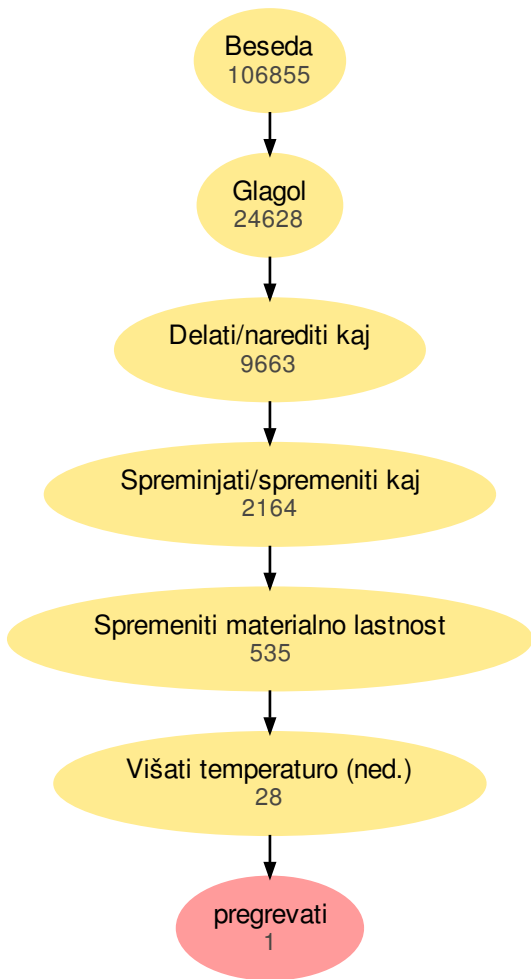 Beseda
106855
Glagol
24628
Delati/narediti kaj
9663
Spreminjati/spremeniti kaj
2164
Spremeniti materialno lastnost
535
Višati temperaturo (ned.)
28
pregrevati
1